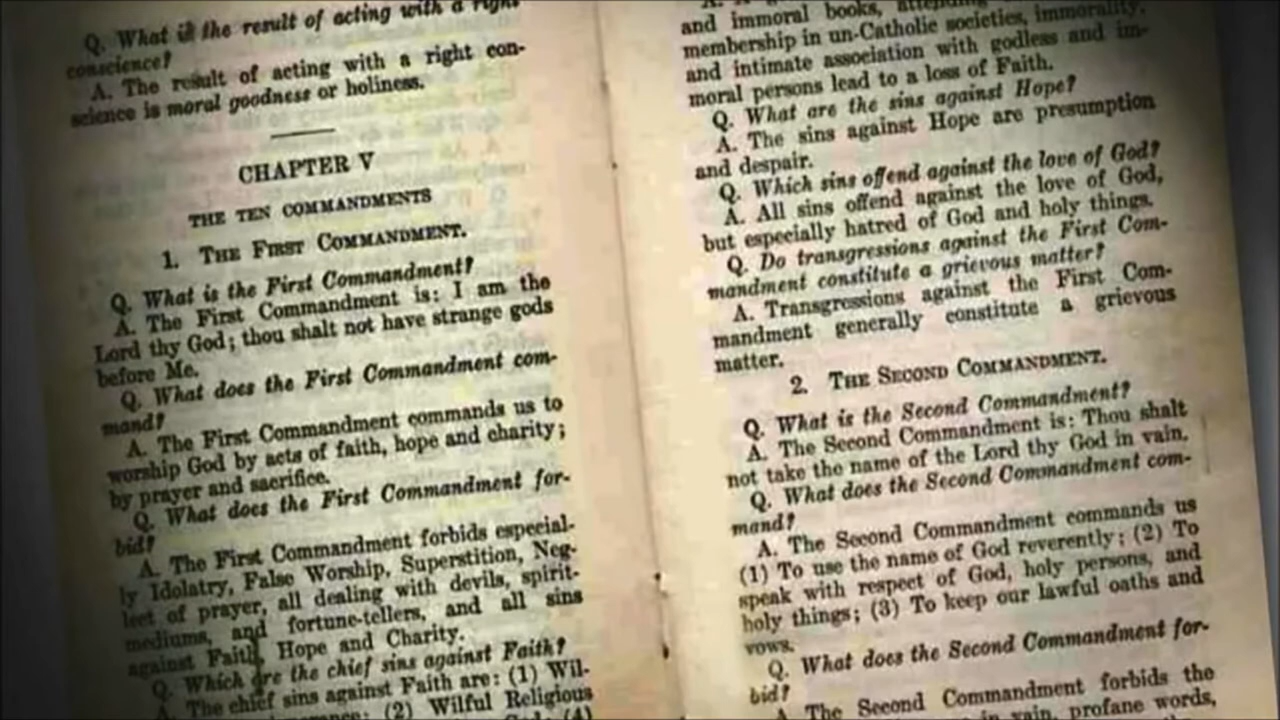 Q. What is the result of acting with a right
conscience?
A. The result of acting with a right con-
science is moral goodness or holiness.
CHAPTER V
THE TEN COMMANDMENTS
1. THE FIRST COMMANDMENT.
Q. What is the First Commandment?
A. The First Commandment is: I am the
Lord thy God; thou shalt not have strange gods
before Me.
Q. What does the First Commandment com-
mand?
A. The First Commandment commands us to
worship God by acts of faith, hope and charity;
by prayer and sacrifice.
Q. What does the First Commandment for-
bid?
A. The First Commandment forbids especial-
ly Idolatry, False Worship, Superstition, Neg-
lect of prayer, all dealing with devils, spirit-
mediums, and fortune-tellers, and all sins
against Faith, Hope and Charity.
Q. Which are the chief sins against Faith?
A. The chief sins against Faith are: (1) Wil-
(2) Wilful Religious
(4)
and immoral books, attending
membership in un-Catholic societies, immorality,
and intimate association with godless and im-
moral persons lead to a loss of Faith.
Q. What are the sins against Hope?
A. The sins against Hope are presumption
and despair.
Q. Which sins offend against the love of God?
A. All sins offend against the love of God,
but especially hatred of God and holy things.
Q. Do transgressions against the First Com-
mandment constitute a grievous matter?
A. Transgressions against the First Com-
mandment generally constitute a grievous
matter.
2. THE SECOND COMMANDMENT.
Q. What is the Second Commandment?
A. The Second Commandment is: Thou shalt
not take the name of the Lord thy God in vain.
Q. What does the Second Commandment com-
mand?
A. The Second Commandment commands us
(1) To use the name of God reverently; (2) To
speak with respect of God, holy persons, and
holy things; (3) To keep our lawful oaths and
vows.
Q. What does the Second Commandment for-
bid?
A. The Second Commandment forbids the
in vain, profane words,